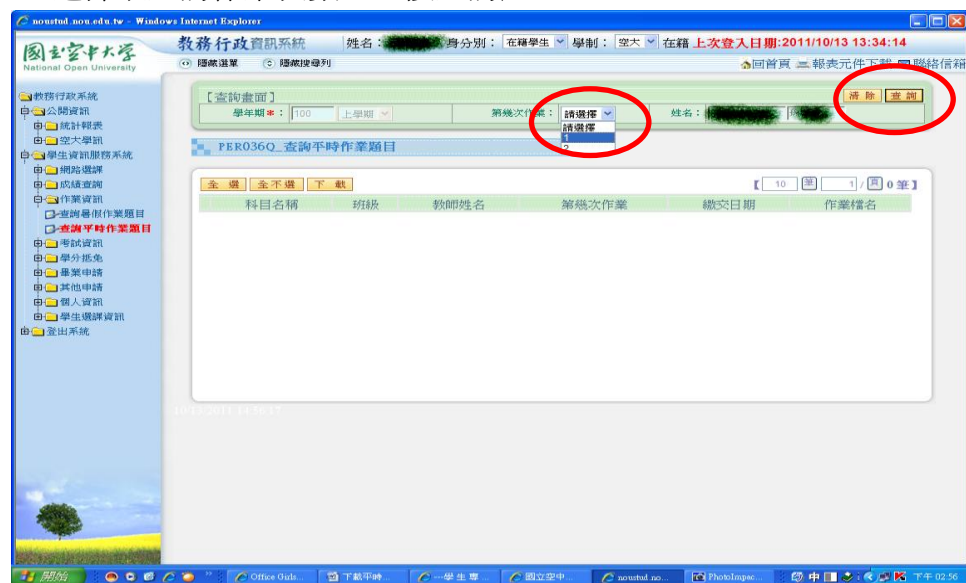 noustud.nou.edu.tw - Windows Internet Explorer
國立空中大學
National Open University
教務行政資訊系統 姓名： 身分別： 在籍學生 學制： 空大 在籍 上次登入日期:2011/10/13 13:34:14
隱藏選單 隱藏搜尋列 回首頁 報表元件下載 聯絡信箱
教務行政系統
公開資訊
統計報表
空大學訊
學生資訊服務系統
網路選課
成績查詢
作業資訊
查詢暑假作業題目
查詢平時作業題目
考試資訊
學分抵免
畢業申請
其他申請
個人資訊
學生選課資訊
登出系統
[查詢畫面] 清 除 查 詢
學年期＊： 100 上學期 第幾次作業： 請選擇 姓名：
請選擇
1
2
PER036Q_查詢平時作業題目
全 選 全不選 下 載 【 10 筆 1 / 頁 0 筆】
科目名稱 班級 教師姓名 第幾次作業 繳交日期 作業檔名
開始 Office Girls... 下載平時... 一學生專... 國立空中... noustud.no... PhotoImpac... 中 下午 02:56